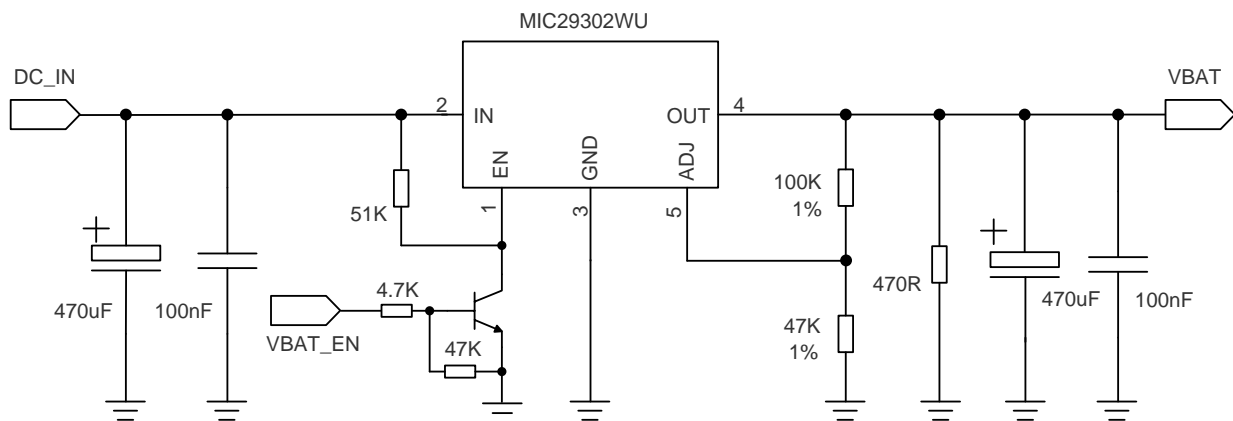 MIC29302WU
DC_IN
VBAT
2
IN
OUT
4
EN
GND
ADJ
1
3
5
51K
100K
1%
470uF
100nF
4.7K
VBAT_EN
47K
470R
47K
1%
470uF
100nF